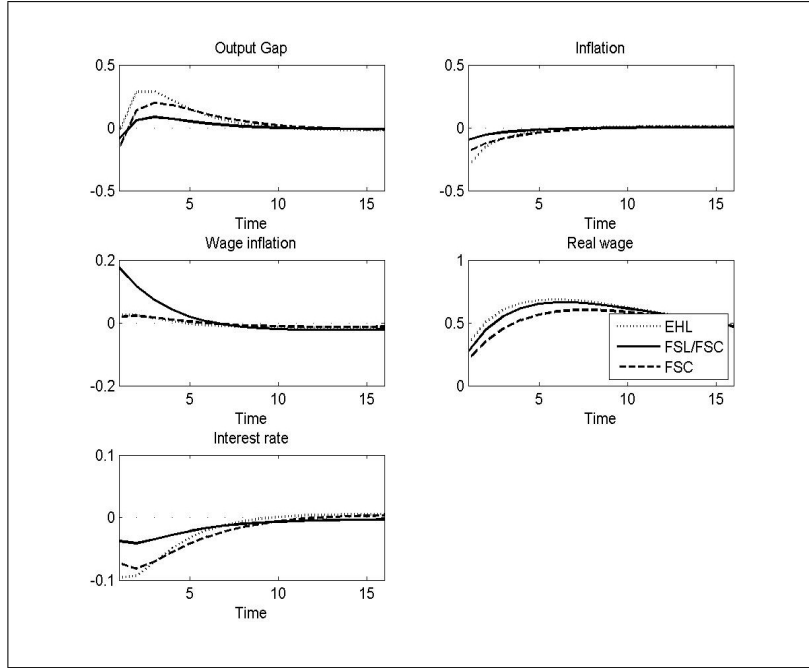 Output Gap
0.5
0
-0.5
5
10
15
Time
Inflation
0.5
0
-0.5
5
10
15
Time
Wage inflation
0.2
0
-0.2
5
10
15
Time
Real wage
1
0.5
0
5
10
15
Time
EHL
FSL/FSC
FSC
Interest rate
0.1
0
-0.1
5
10
15
Time